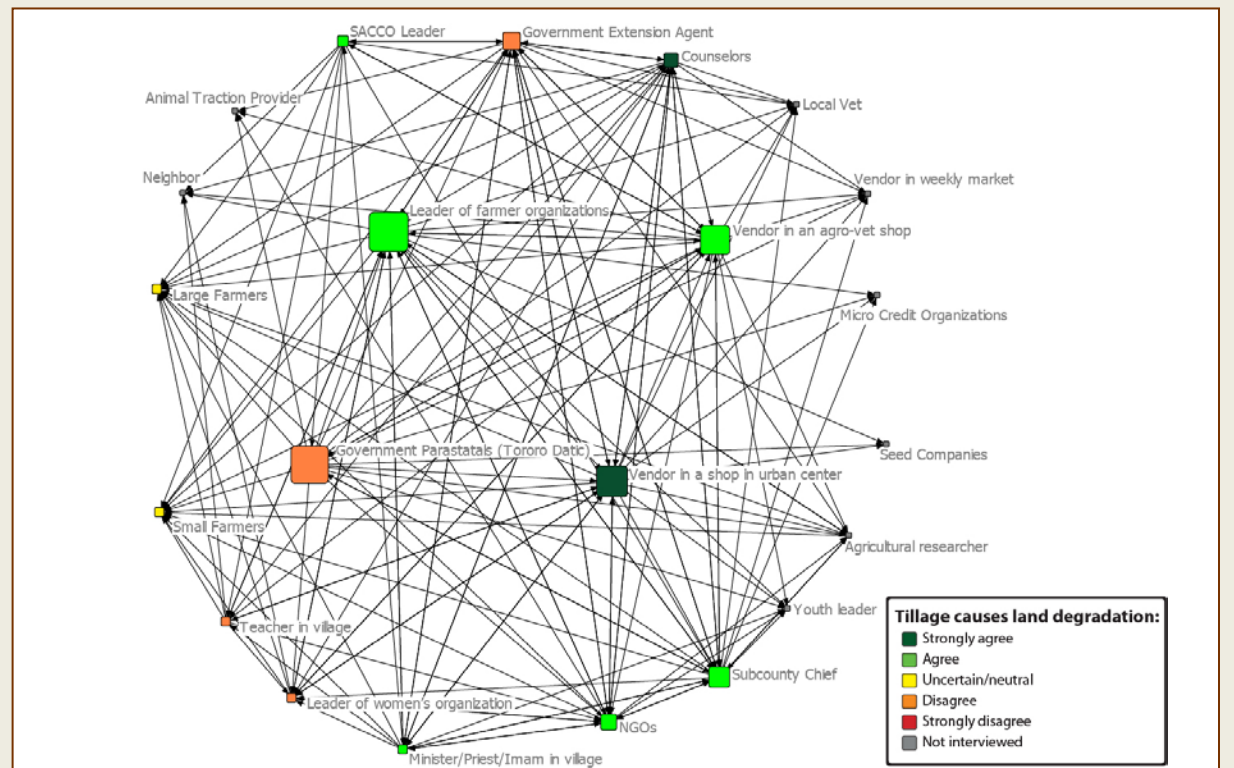 SACCO Leader
Government Extension Agent
Counselors
Animal Traction Provider
Local Vet
Neighbor
Vendor in weekly market
Leader of farmer organizations
Vendor in an agro-vet shop
Large Farmers
Micro Credit Organizations
Government Parastatals (Tororo Datic)
Seed Companies
Vendor in a shop in urban center
Small Farmers
Agricultural researcher
Youth leader
Teacher in village
Subcounty Chief
Leader of women's organization
NGOs
Minister/Priest/Imam in village
Tillage causes land degradation:
Strongly agree
Agree
Uncertain/neutral
Disagree
Strongly disagree
Not interviewed